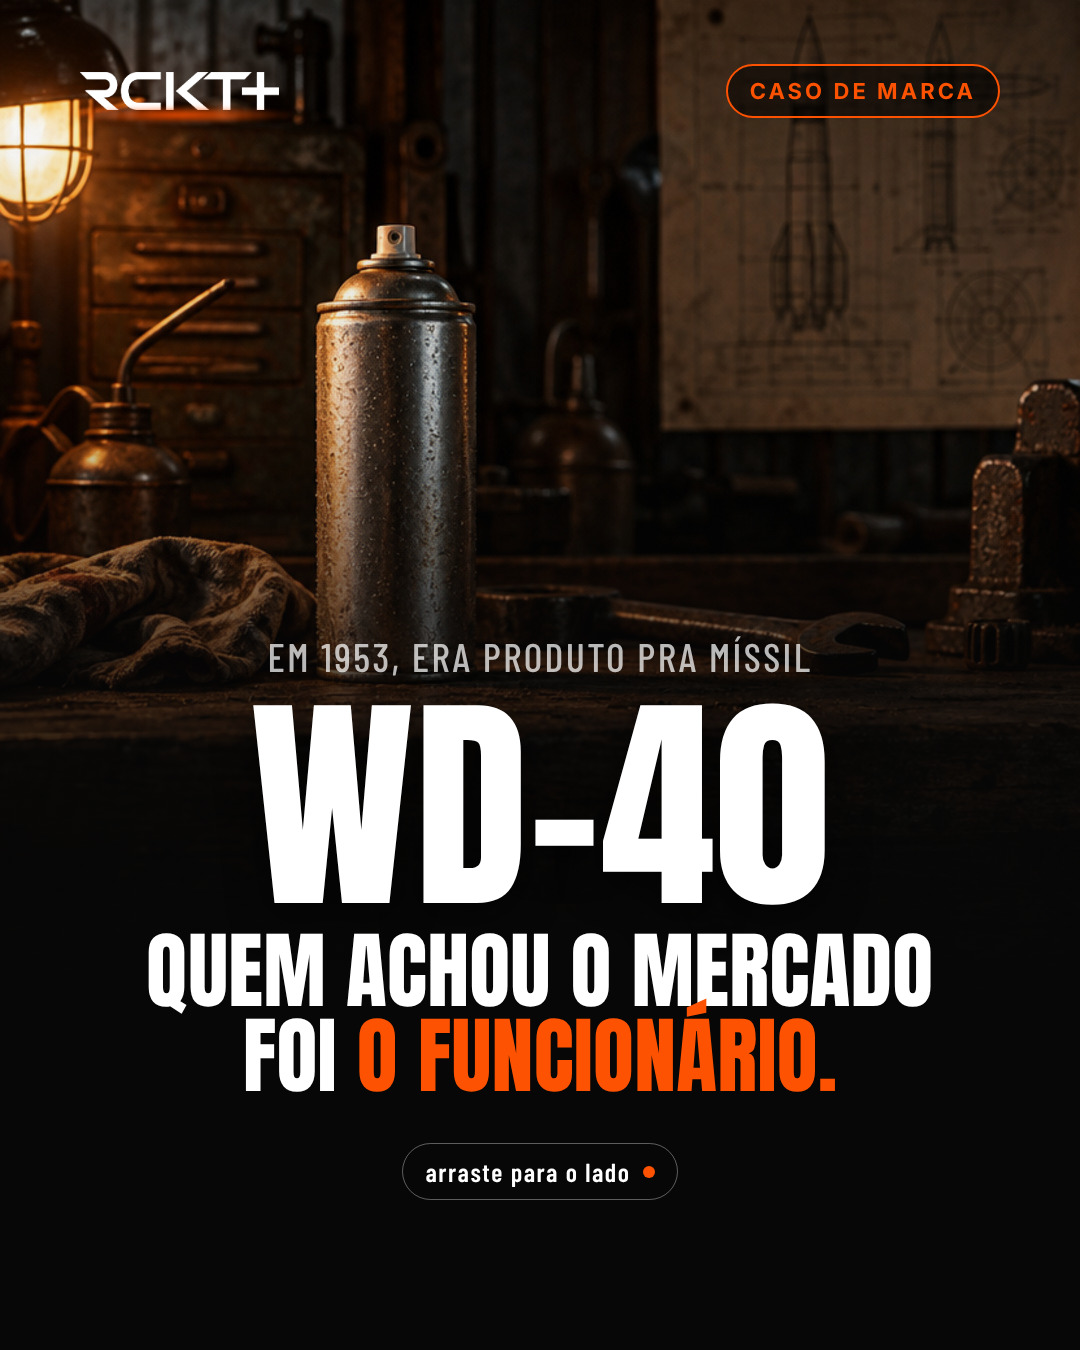 RCKT+
CASO DE MARCA
EM 1953, ERA PRODUTO PRA MÍSSIL
WD-40
QUEM ACHOU O MERCADO
FOI O FUNCIONÁRIO.
arraste para o lado